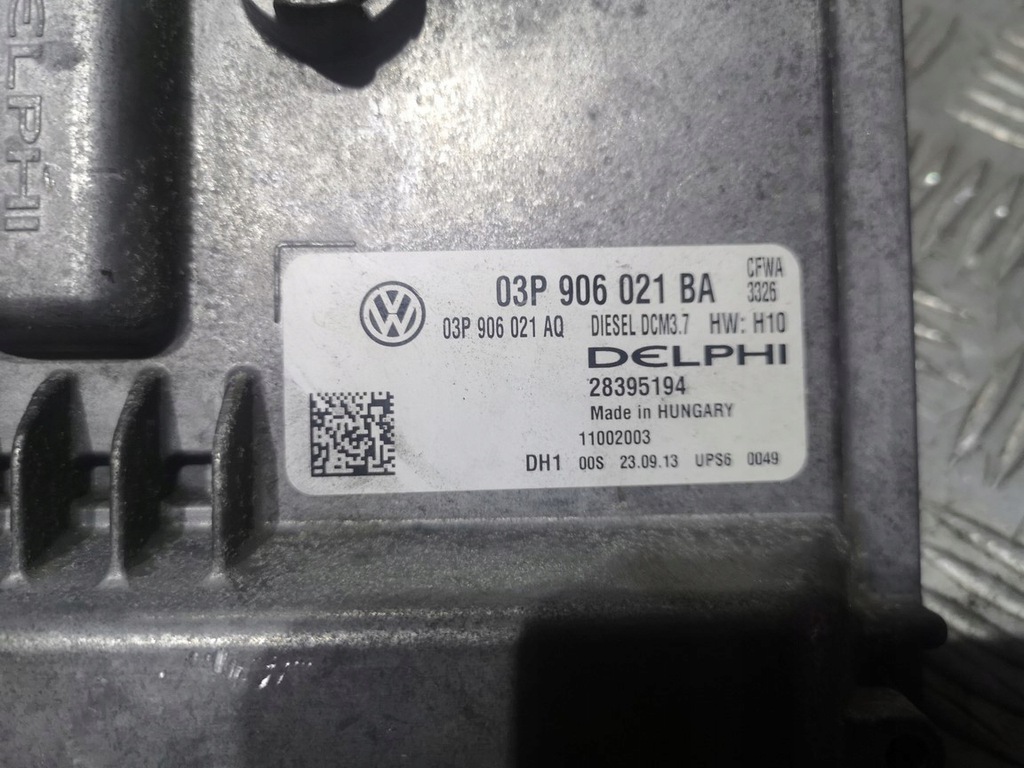 ELPHI
03P 906 021 BA
CFWA
3326
03P 906 021 AQ DIESEL DCM3.7 HW: H10
DELPHI
28395194
Made in HUNGARY
11002003
DH1 00S 23.09.13 UPS6 0049